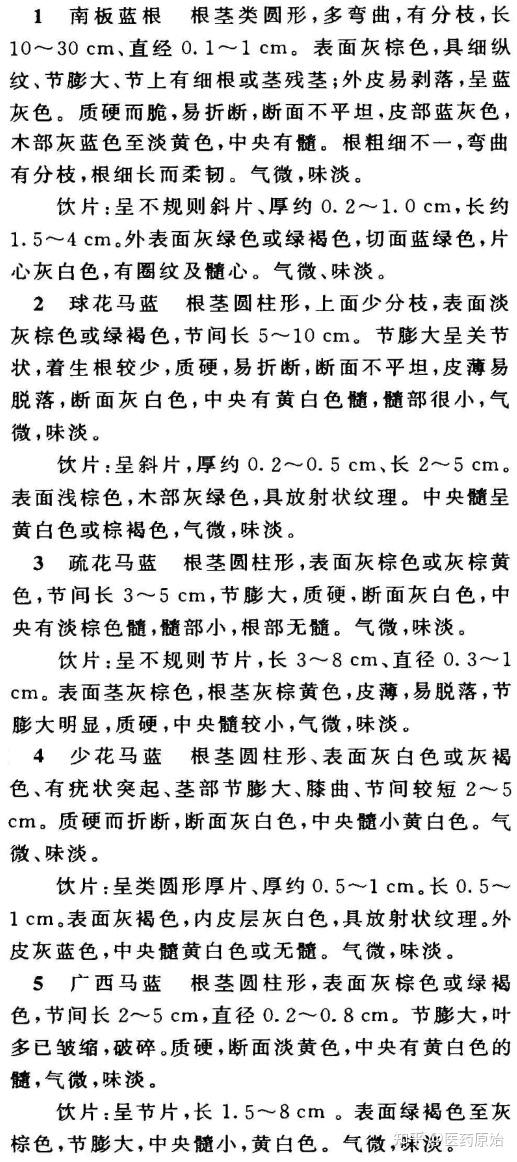 1 南板蓝根 根茎类圆形,多弯曲,有分枝,长
10～30 cm、直经 0.1～1 cm。表面灰棕色,具细纵
纹、节膨大、节上有细根或茎残茎;外皮易剥落,呈蓝
灰色。质硬而脆,易折断,断面不平坦,皮部蓝灰色,
木部灰蓝色至淡黄色,中央有髓。根粗细不一,弯曲
有分枝,根细长而柔韧。气微,味淡。
饮片:呈不规则斜片、厚约 0.2～1.0 cm,长约
1.5～4 cm。外表面灰绿色或绿褐色,切面蓝绿色,片
心灰白色,有圈纹及髓心。气微、味淡。
2 球花马蓝 根茎圆柱形,上面少分枝,表面淡
灰棕色或绿褐色,节间长 5～10 cm。节膨大呈关节
状,着生根较少,质硬,易折断,断面不平坦,皮薄易
脱落,断面灰白色,中央有黄白色髓,髓部很小,气
微,味淡。
饮片:呈斜片,厚约 0.2～0.5 cm、长 2～5 cm。
表面浅棕色,木部灰绿色,具放射状纹理。中央髓呈
黄白色或棕褐色,气微,味淡。
3 疏花马蓝 根茎圆柱形,表面灰棕色或灰棕黄
色,节间长 3～5 cm,节膨大,质硬,断面灰白色,中
央有淡棕色髓,髓部小,根部无髓。气微,味淡。
饮片:呈不规则节片,长 3～8 cm、直径 0.3～1
cm。表面茎灰棕色,根茎灰棕黄色,皮薄,易脱落,节
膨大明显,质硬,中央髓较小,气微,味淡。
4 少花马蓝 根茎圆柱形、表面灰白色或灰褐
色、有疣状突起、茎部节膨大、膝曲、节间较短 2～5
cm。质硬而折断,断面灰白色,中央髓小黄白色。气
微、味淡。
饮片:呈类圆形厚片、厚约 0.5～1 cm。长 0.5～
1 cm。表面灰褐色,内皮层灰白色,具放射状纹理。外
皮灰蓝色,中央髓黄白色或无髓。气微,味淡。
5 广西马蓝 根茎圆柱形,表面灰棕色或绿褐
色,节间长 2～5 cm,直径 0.2～0.8 cm。节膨大,叶
多已皱缩,破碎。质硬,断面淡黄色,中央有黄白色的
髓,气微,味淡。
饮片:呈节片,长 1.5～8 cm 。表面绿褐色至灰
棕色,节膨大,中央髓小,黄白色。气微,味淡。
知乎 @医药原始